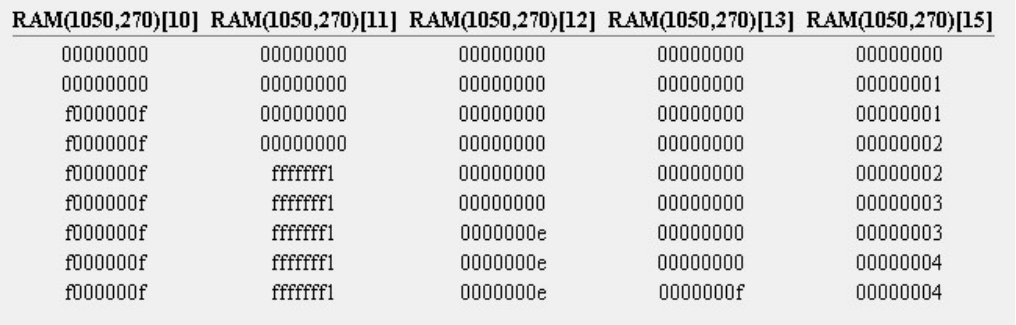 RAM(1050,270)[10] RAM(1050,270)[11] RAM(1050,270)[12] RAM(1050,270)[13] RAM(1050,270)[15]
00000000 00000000 00000000 00000000 00000000
00000000 00000000 00000000 00000000 00000001
f000000f 00000000 00000000 00000000 00000001
f000000f 00000000 00000000 00000000 00000002
f000000f fffffff1 00000000 00000000 00000002
f000000f fffffff1 00000000 00000000 00000003
f000000f fffffff1 0000000e 00000000 00000003
f000000f fffffff1 0000000e 00000000 00000004
f000000f fffffff1 0000000e 0000000f 00000004